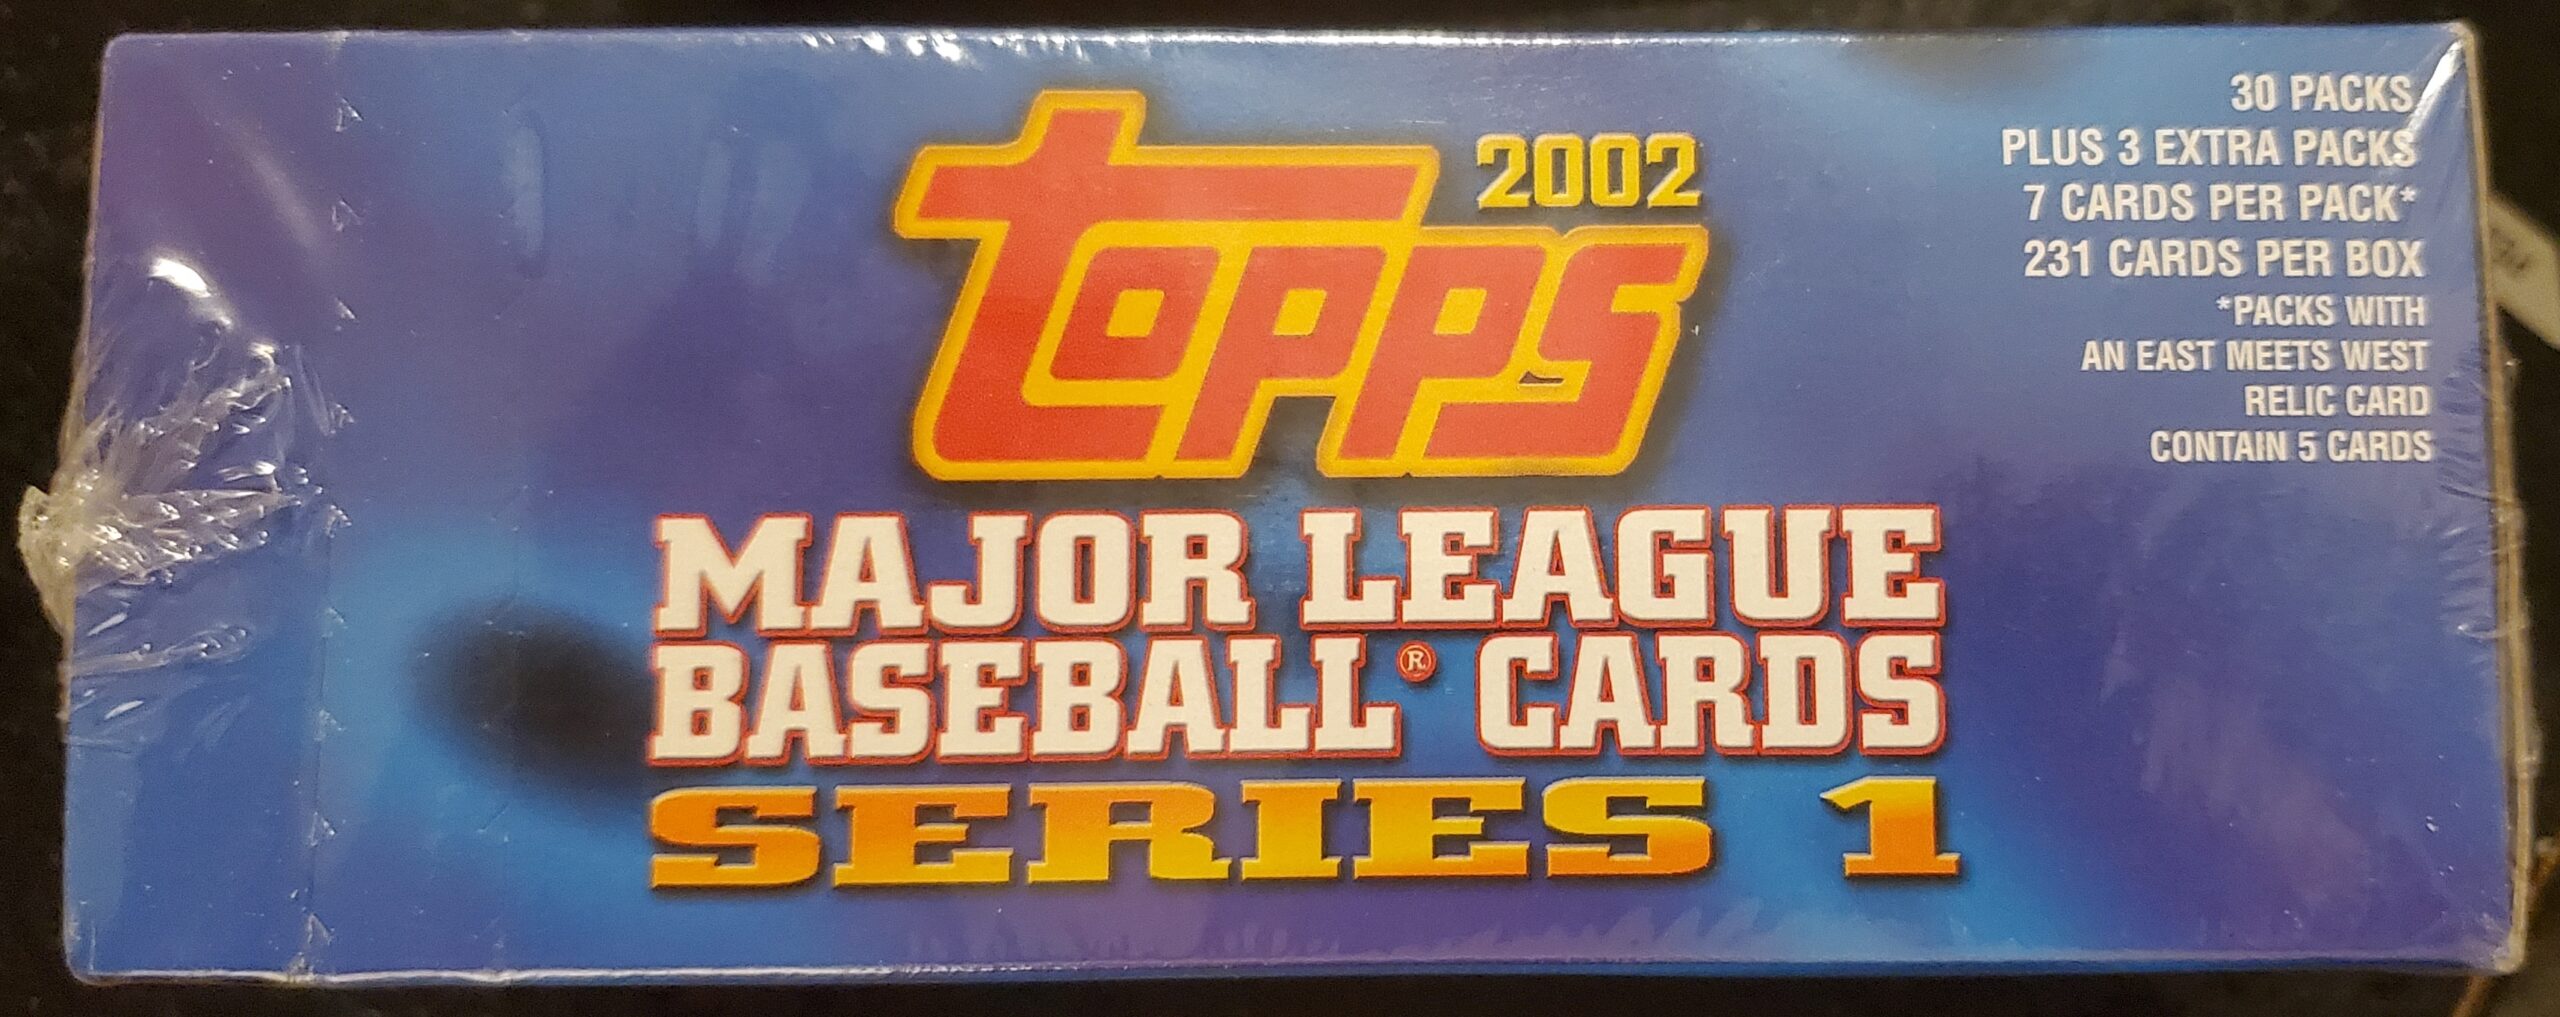 topps
2002
MAJOR LEAGUE
BASEBALL® CARDS
SERIES 1
30 PACKS
PLUS 3 EXTRA PACKS
7 CARDS PER PACK*
231 CARDS PER BOX
*PACKS WITH
AN EAST MEETS WEST
RELIC CARD
CONTAIN 5 CARDS